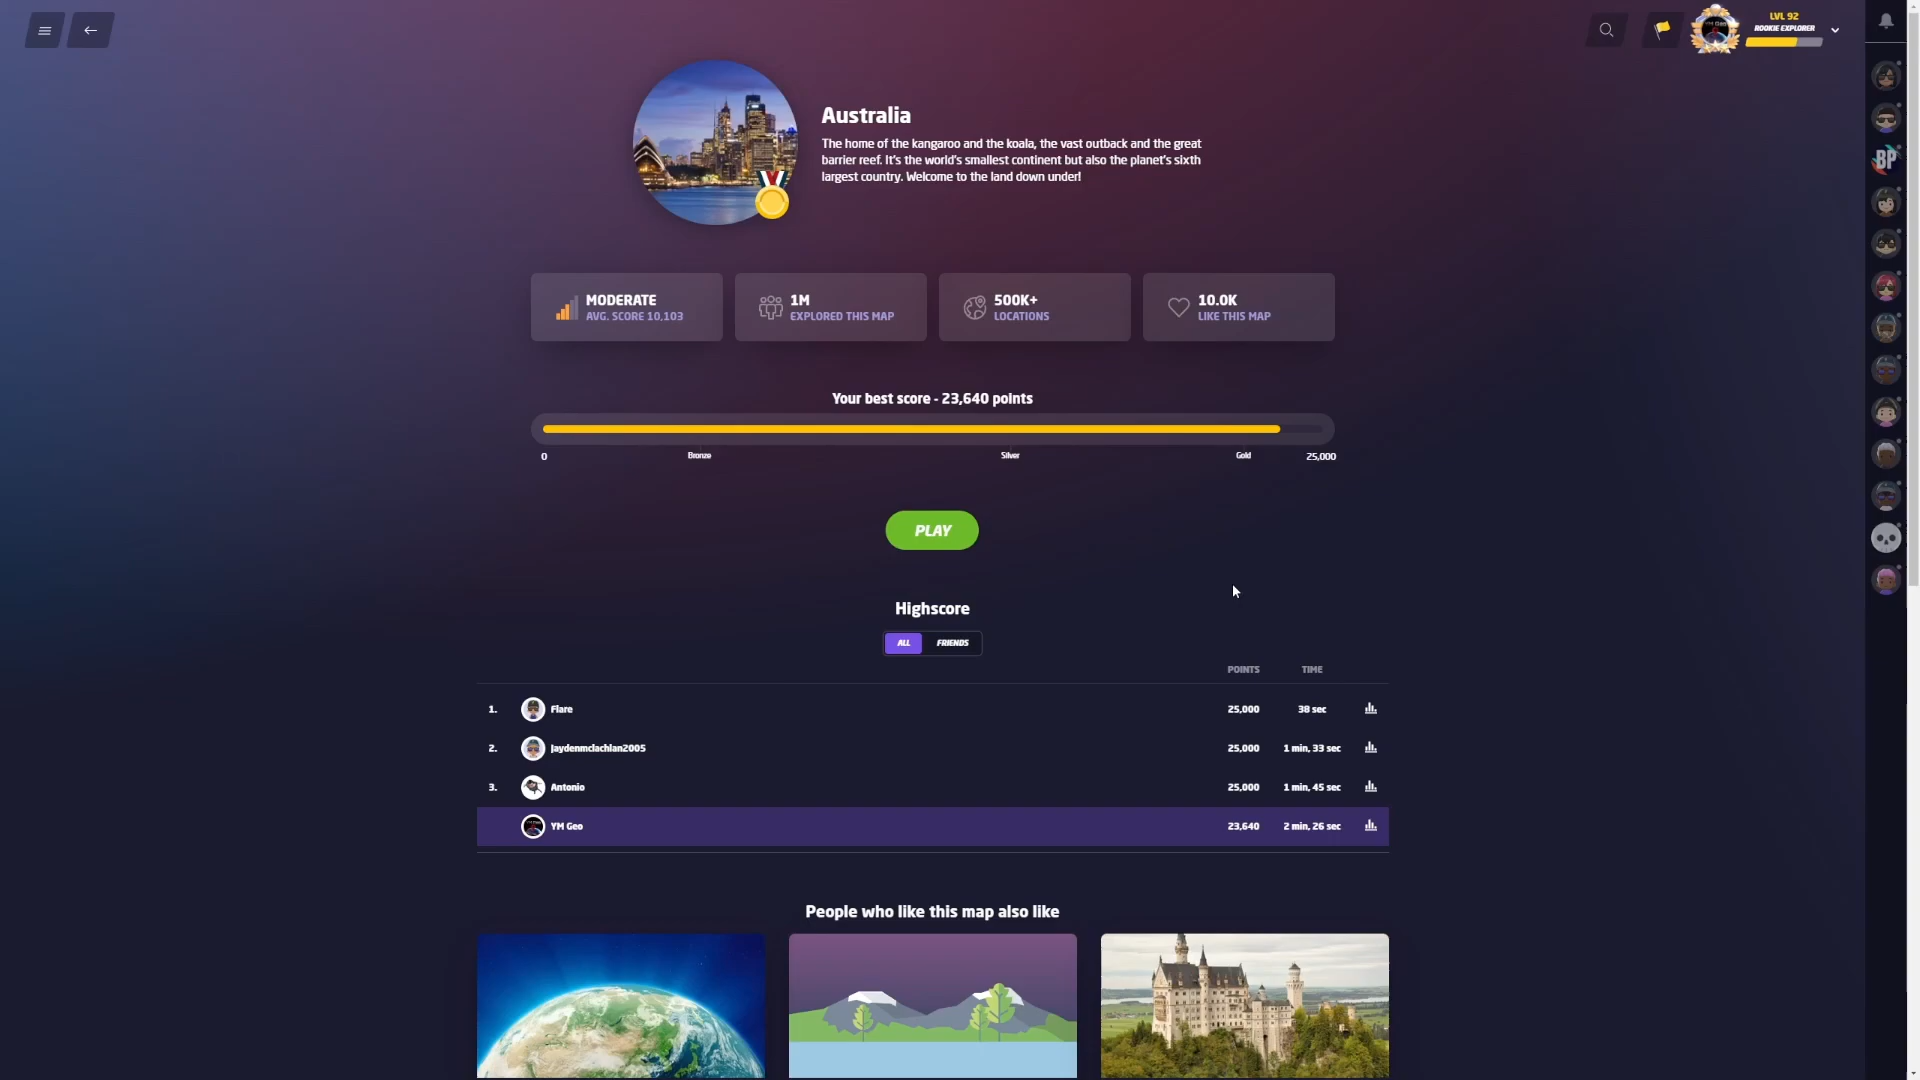 LVL 92
ROOKIE EXPLORER
BP
Australia
The home of the kangaroo and the koala, the vast outback and the great
barrier reef. It's the world's smallest continent but also the planet's sixth
largest country. Welcome to the land down under!
MODERATE
AVG. SCORE 10,103
1M
EXPLORED THIS MAP
500K+
LOCATIONS
10.0K
LIKE THIS MAP
Your best score - 23,640 points
0 Bronze Silver Gold 25,000
PLAY
Highscore
ALL FRIENDS
POINTS TIME
1. Flare 25,000 38 sec
2. Jaydenmclachlan2005 25,000 1 min, 33 sec
3. Antonio 25,000 1 min, 45 sec
YM Geo 23,640 2 min, 26 sec
People who like this map also like